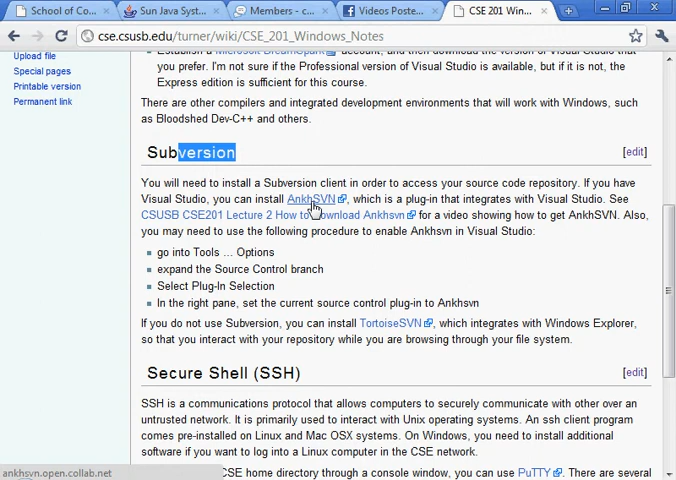 School of Co...
Sun Java Syst...
Members - c...
Videos Poste...
CSE 201 Win...
cse.csusb.edu/turner/wiki/CSE_201_Windows_Notes
Upload file
Special pages
Printable version
Permanent link
Establish a Microsoft DreamSpark account, and then download the version of Visual Studio that
you prefer. I'm not sure if the Professional version of Visual Studio is available, but if it is not, the
Express edition is sufficient for this course.
There are other compilers and integrated development environments that will work with Windows, such
as Bloodshed Dev-C++ and others.
Subversion [edit]
You will need to install a Subversion client in order to access your source code repository. If you have
Visual Studio, you can install AnkhSVN, which is a plug-in that integrates with Visual Studio. See
CSUSB CSE201 Lecture 2 How to Download Ankhsvn for a video showing how to get AnkhSVN. Also,
you may need to use the following procedure to enable Ankhsvn in Visual Studio:
go into Tools ... Options
expand the Source Control branch
Select Plug-In Selection
In the right pane, set the current source control plug-in to Ankhsvn
If you do not use Subversion, you can install TortoiseSVN, which integrates with Windows Explorer,
so that you interact with your repository while you are browsing through your file system.
Secure Shell (SSH) [edit]
SSH is a communications protocol that allows computers to securely communicate with other over an
untrusted network. It is primarily used to interact with Unix operating systems. An ssh client program
comes pre-installed on Linux and Mac OSX systems. On Windows, you need to install additional
software if you want to log into a Linux computer in the CSE network.
CSE home directory through a console window, you can use PuTTY. There are several
ankhsvn.open.collab.net